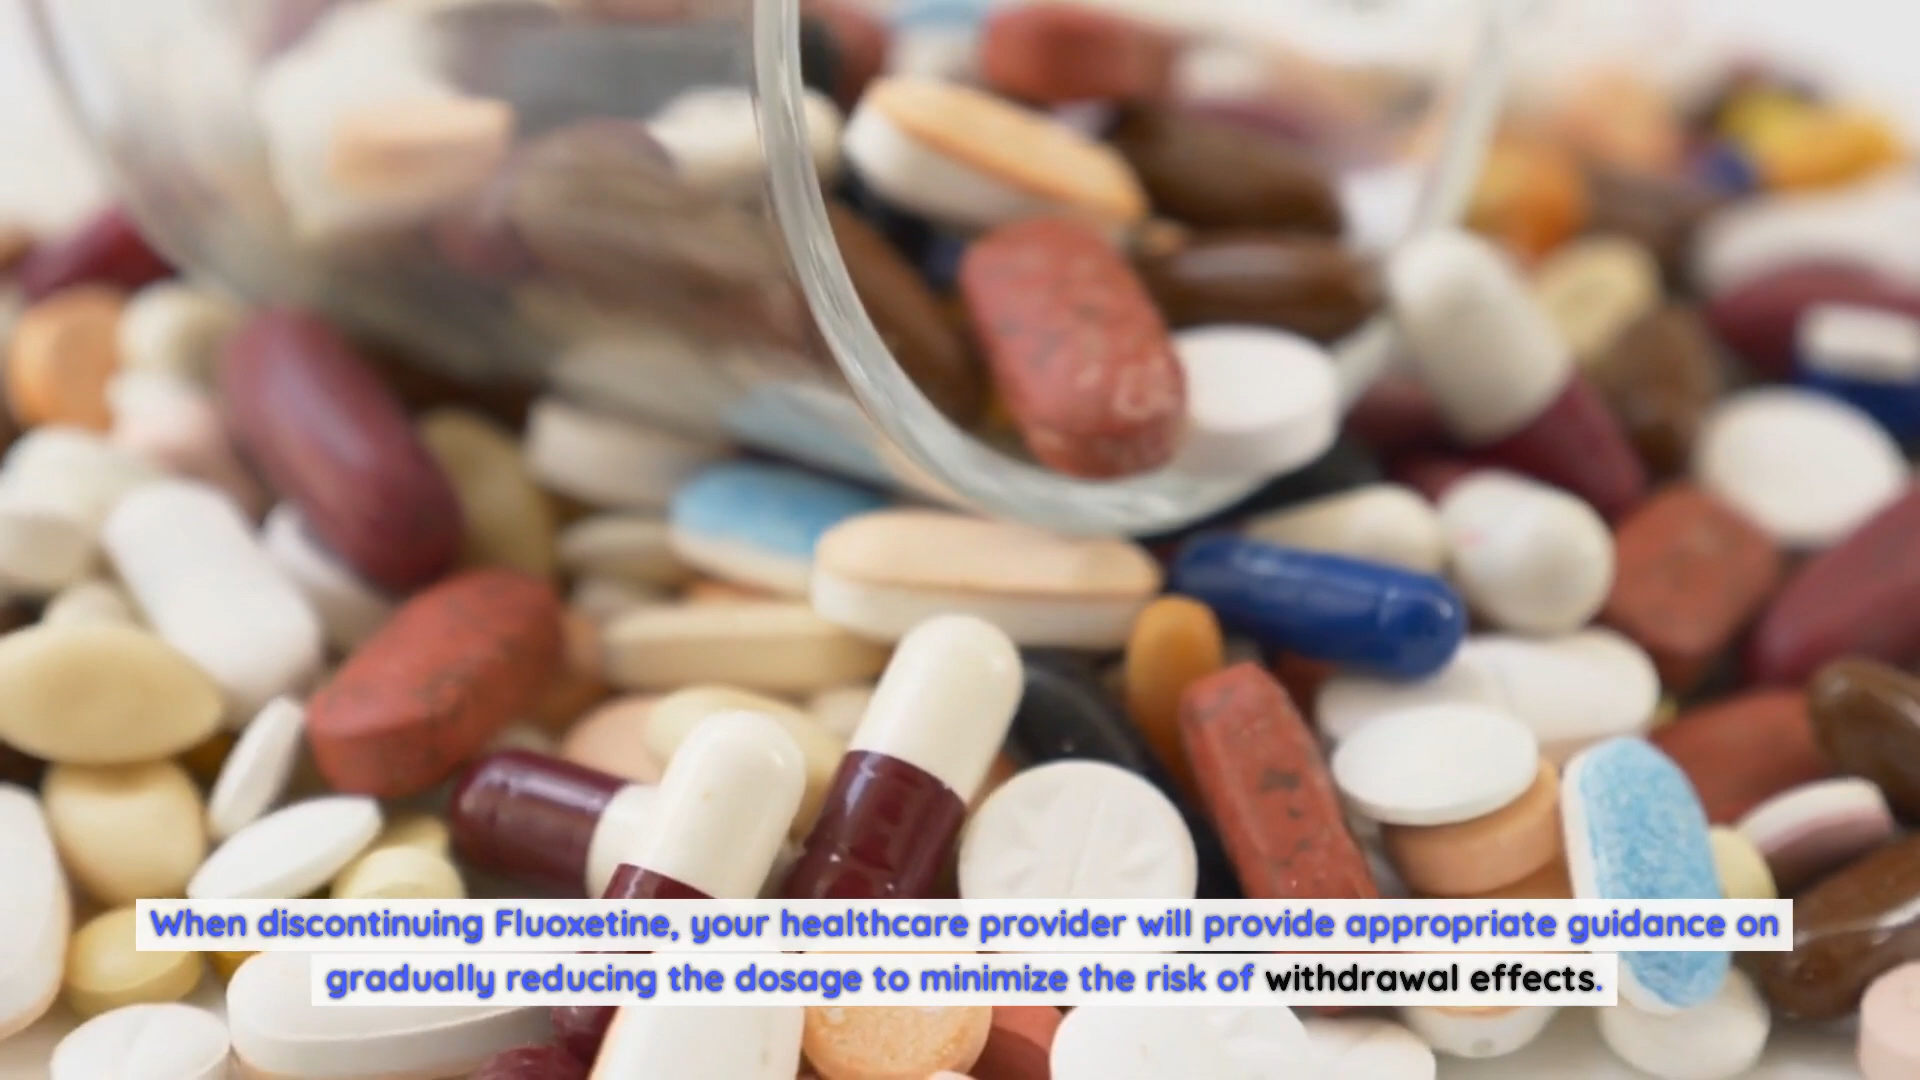 When discontinuing Fluoxetine, your healthcare provider will provide appropriate guidance on
gradually reducing the dosage to minimize the risk of withdrawal effects.